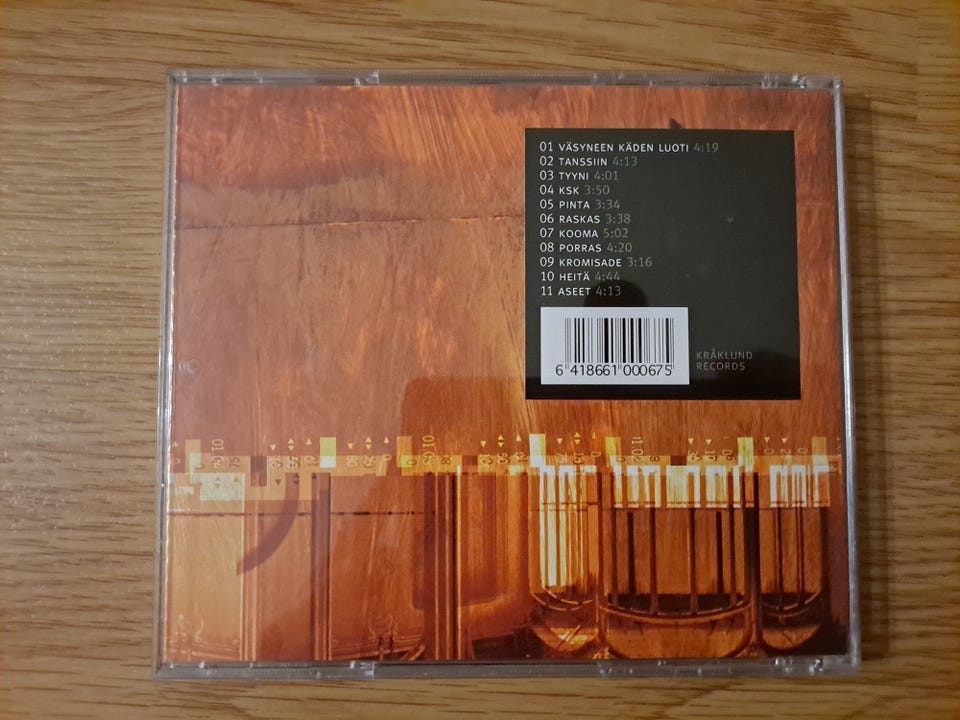 01 VÄSYNEEN KÄDEN LUOTI 4:19
02 TANSSIIN 4:13
03 TYYNI 4:01
04 KSK 3:50
05 PINTA 3:34
06 RASKAS 3:38
07 KOOMA 5:02
08 PORRAS 4:20
09 KROMISADE 3:16
10 HEITÄ 4:44
11 ASEET 4:13
6 418661 000675
KRÅKLUND
RECORDS